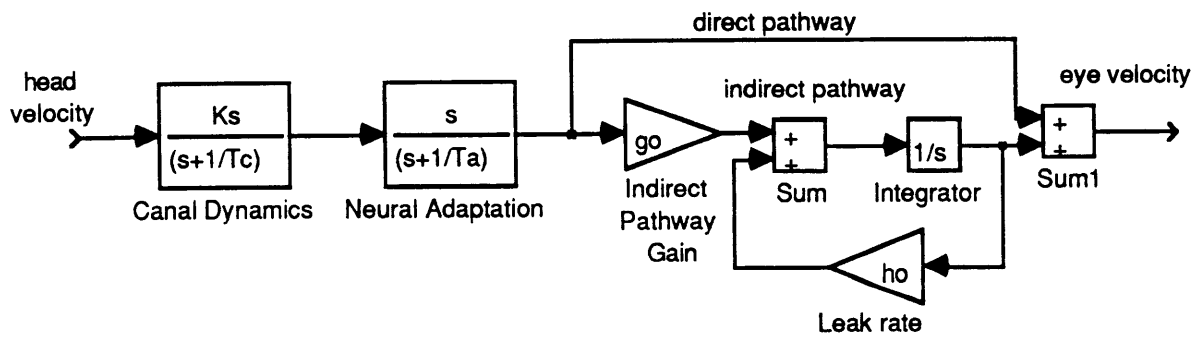 direct pathway
head
velocity
Ks
(s+1/Tc)
Canal Dynamics
s
(s+1/Ta)
Neural Adaptation
go
Indirect
Pathway
Gain
indirect pathway
+
+
Sum
1/s
Integrator
ho
Leak rate
eye velocity
+
+
Sum1